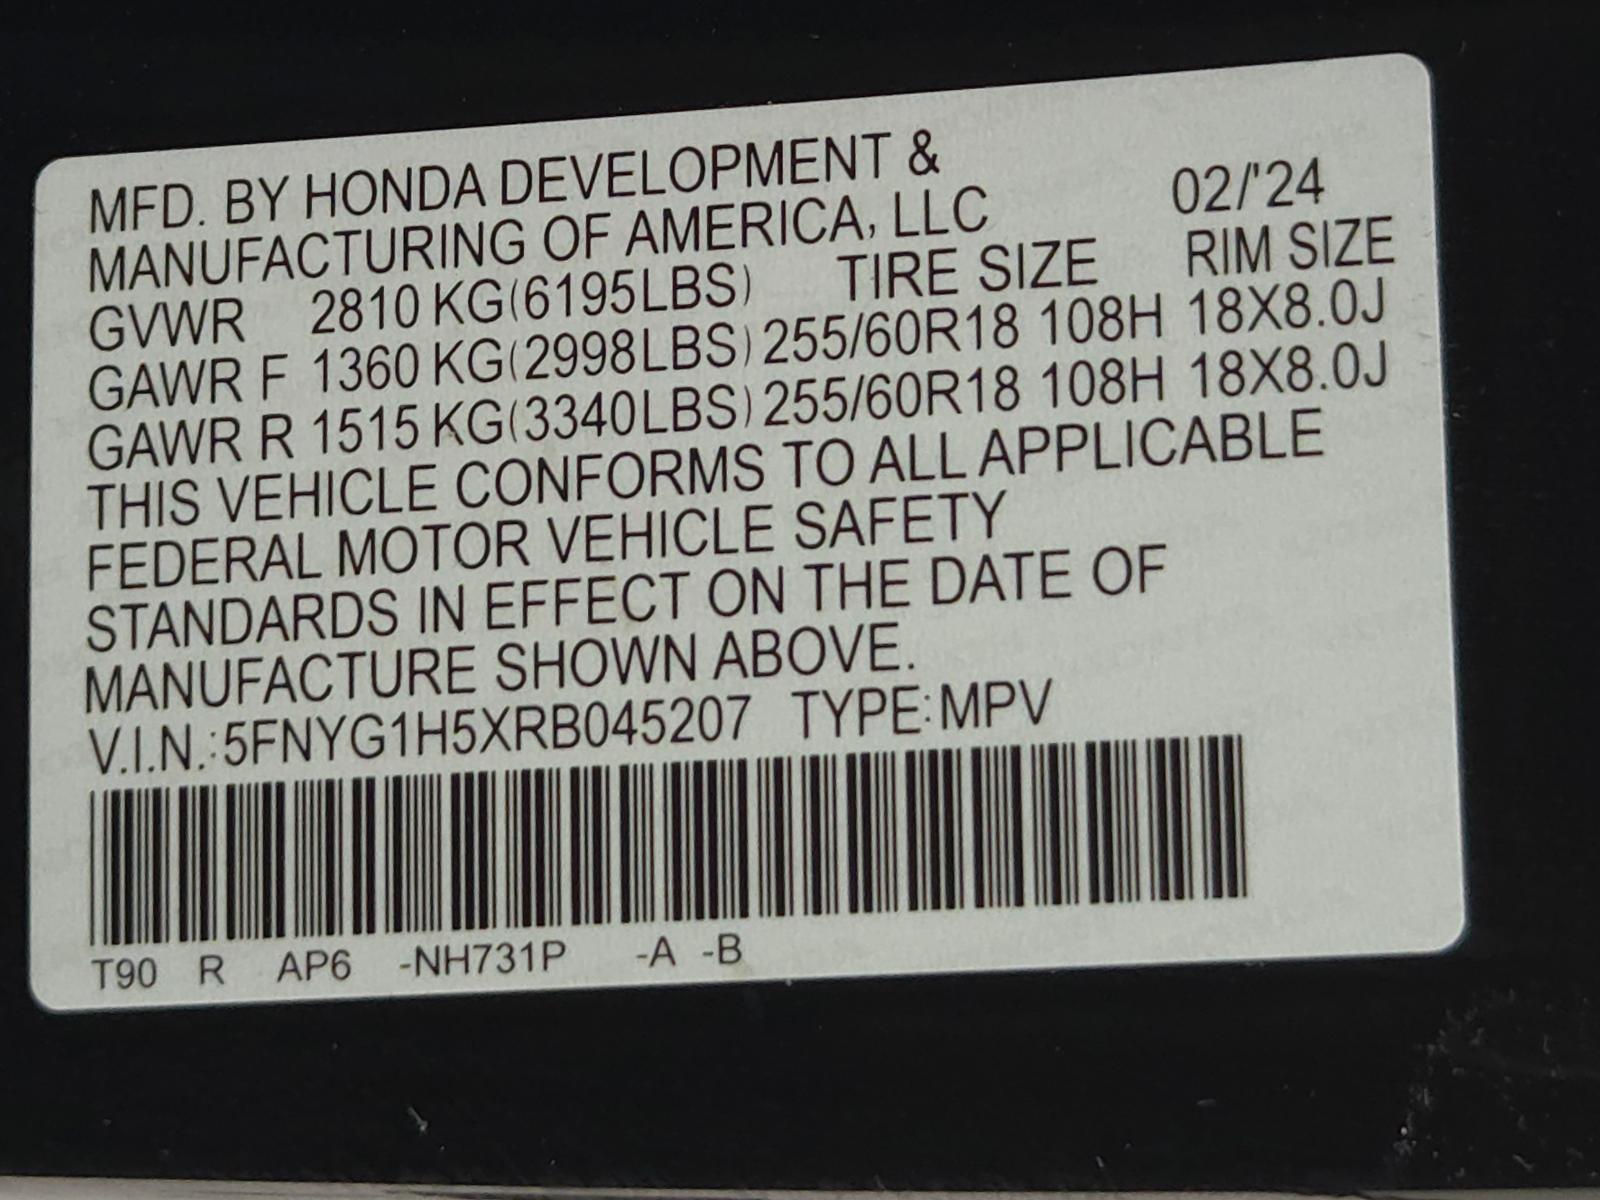 MFD. BY HONDA DEVELOPMENT &
MANUFACTURING OF AMERICA, LLC 02/'24
GVWR 2810 KG(6195LBS) TIRE SIZE RIM SIZE
GAWR F 1360 KG(2998LBS) 255/60R18 108H 18X8.0J
GAWR R 1515 KG(3340LBS) 255/60R18 108H 18X8.0J
THIS VEHICLE CONFORMS TO ALL APPLICABLE
FEDERAL MOTOR VEHICLE SAFETY
STANDARDS IN EFFECT ON THE DATE OF
MANUFACTURE SHOWN ABOVE.
V.I.N.:5FNYG1H5XRB045207 TYPE:MPV
T90 R AP6 -NH731P -A -B